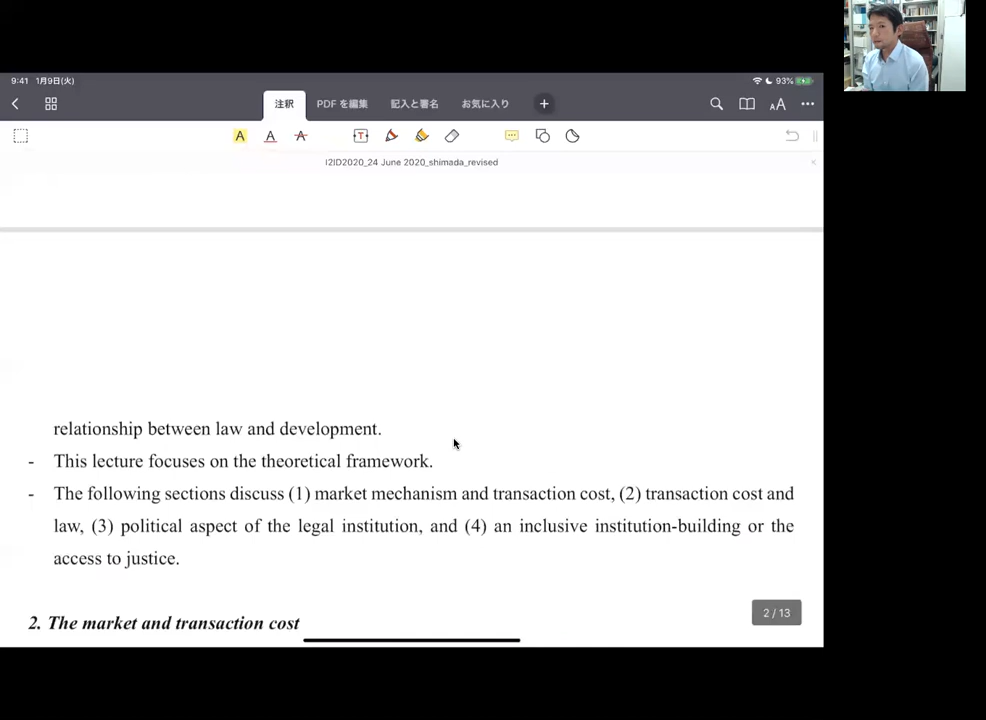 9:41 1月9日(火)
93%
注釈 PDF を編集 記入と署名 お気に入り
I2ID2020_24 June 2020_shimada_revised
relationship between law and development.
- This lecture focuses on the theoretical framework.
- The following sections discuss (1) market mechanism and transaction cost, (2) transaction cost and
law, (3) political aspect of the legal institution, and (4) an inclusive institution-building or the
access to justice.
2 / 13
2. The market and transaction cost